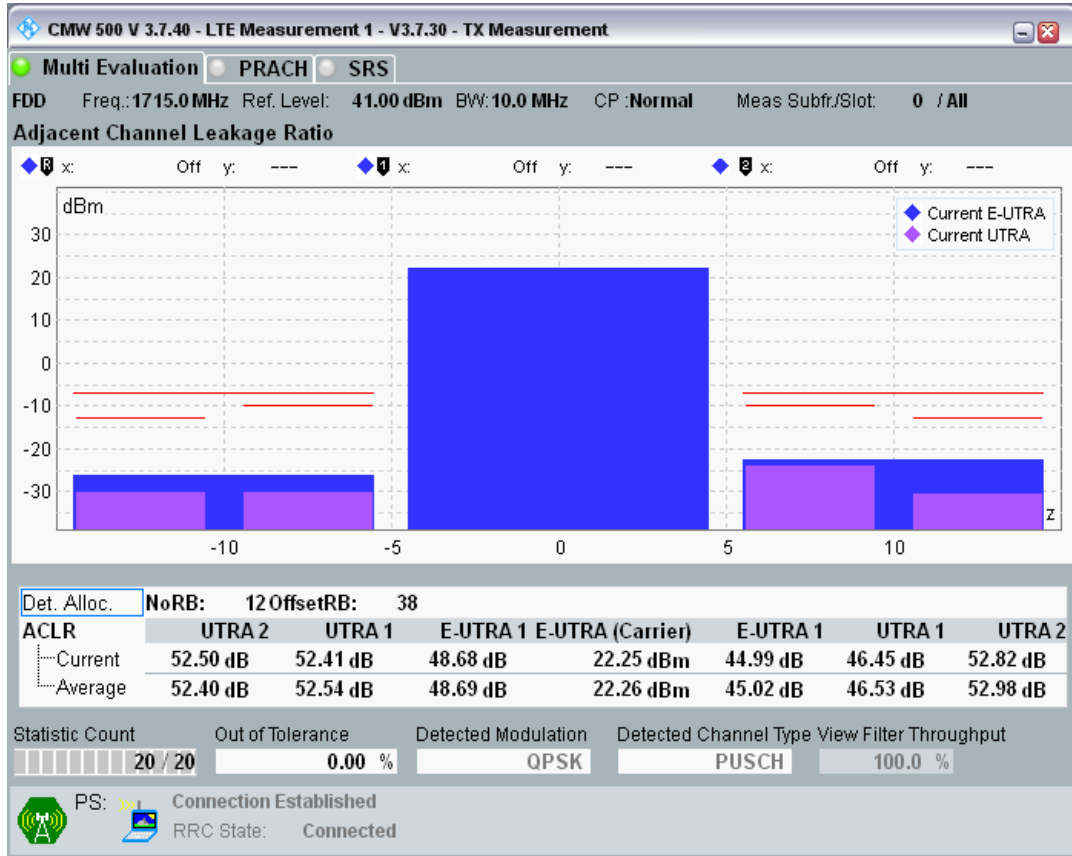 CMW 500 V 3.7.40 - LTE Measurement 1 - V3.7.30 - TX Measurement
Multi Evaluation PRACH SRS
FDD Freq.: 1715.0 MHz Ref. Level: 41.00 dBm BW: 10.0 MHz CP :Normal Meas Subfr./Slot: 0 / All
Adjacent Channel Leakage Ratio
R x: Off y: --- 1 x: Off y: --- 2 x: Off y: ---
dBm
Current E-UTRA
Current UTRA
30
20
10
0
-10
-20
-30
z
-10 -5 0 5 10
Det. Alloc. NoRB: 12 OffsetRB: 38
ACLR UTRA 2 UTRA 1 E-UTRA 1 E-UTRA (Carrier) E-UTRA 1 UTRA 1 UTRA 2
Current 52.50 dB 52.41 dB 48.68 dB 22.25 dBm 44.99 dB 46.45 dB 52.82 dB
Average 52.40 dB 52.54 dB 48.69 dB 22.26 dBm 45.02 dB 46.53 dB 52.98 dB
Statistic Count Out of Tolerance Detected Modulation Detected Channel Type View Filter Throughput
20 / 20 0.00 % QPSK PUSCH 100.0 %
PS: Connection Established
RRC State: Connected